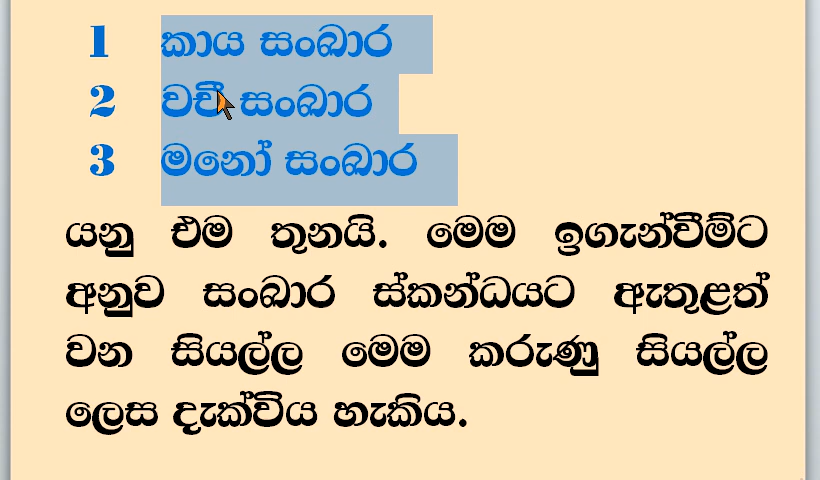 1 කාය සංඛාර
2 වචී සංඛාර
3 මනෝ සංඛාර
යනු එම තුනයි. මෙම ඉගැන්වීම්ට
අනුව සංඛාර ස්කන්ධයට ඇතුළත්
වන සියල්ල මෙම කරුණු සියල්ල
ලෙස දැක්විය හැකිය.